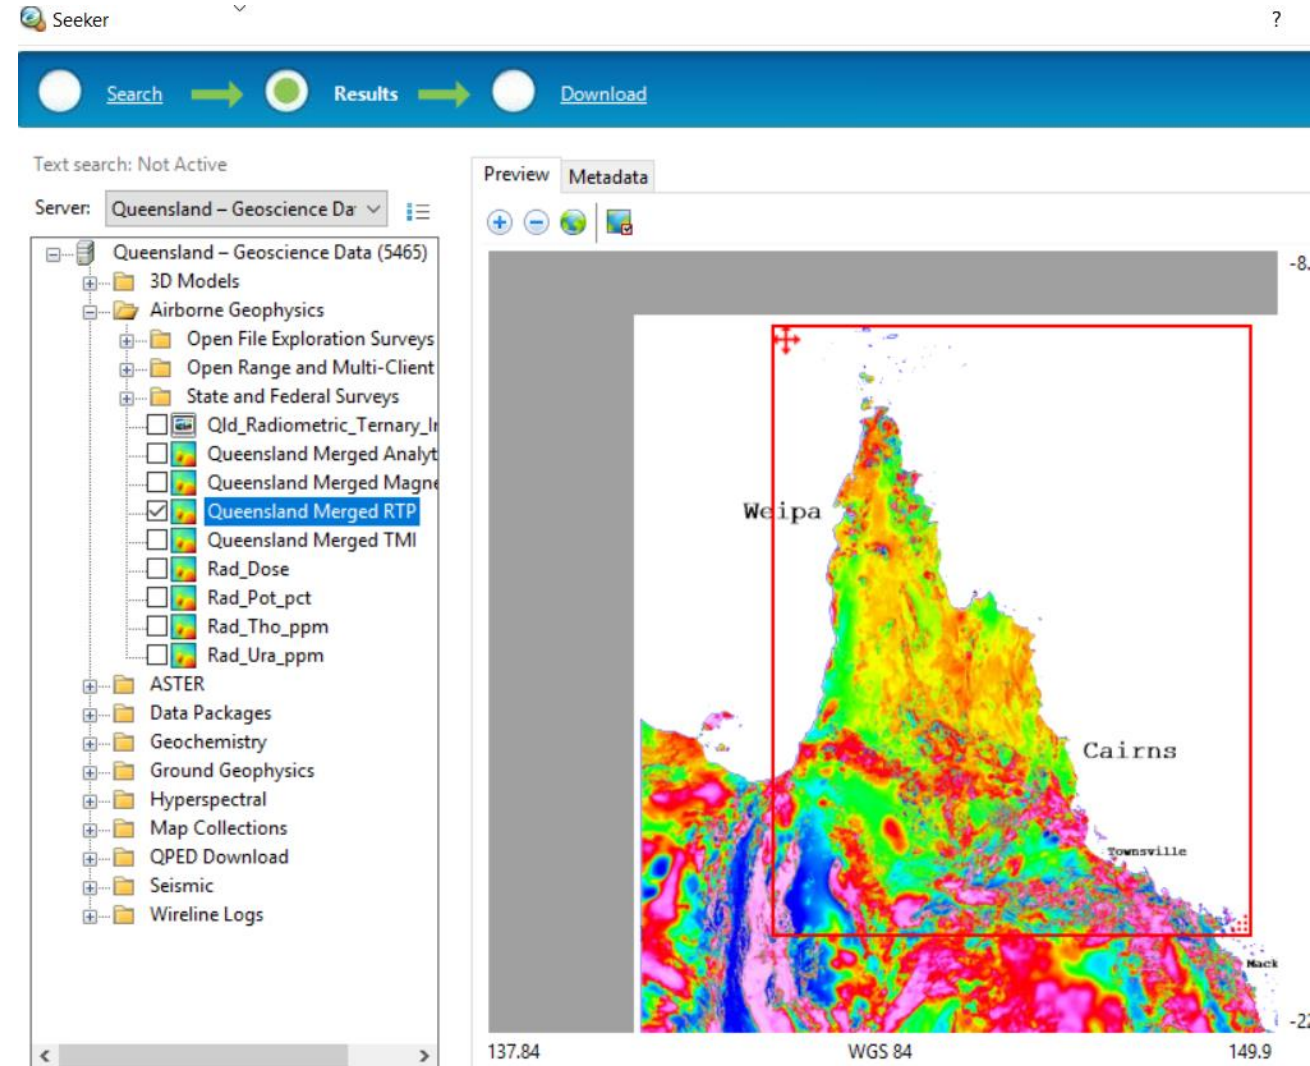 Seeker
?
Search
Results
Download
Text search: Not Active
Server:
Queensland – Geoscience Da
Queensland – Geoscience Data (5465)
3D Models
Airborne Geophysics
Open File Exploration Surveys
Open Range and Multi-Client
State and Federal Surveys
Qld_Radiometric_Ternary_I
Queensland Merged Analyt
Queensland Merged Magne
Queensland Merged RTP
Queensland Merged TMI
Rad_Dose
Rad_Pot_pct
Rad_Tho_ppm
Rad_Ura_ppm
ASTER
Data Packages
Geochemistry
Ground Geophysics
Hyperspectral
Map Collections
QPED Download
Seismic
Wireline Logs
Preview
Metadata
-8.
Weipa
Cairns
Townsville
Mack
-22
137.84
WGS 84
149.9